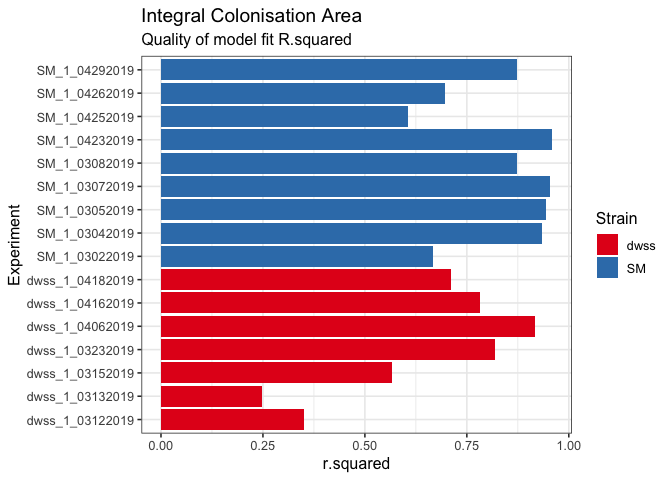 Integral Colonisation Area
Quality of model fit R.squared
SM_1_04292019
SM_1_04262019
SM_1_04252019
SM_1_04232019
SM_1_03082019
SM_1_03072019
SM_1_03052019
SM_1_03042019
SM_1_03022019
dwss_1_04182019
dwss_1_04162019
dwss_1_04062019
dwss_1_03232019
dwss_1_03152019
dwss_1_03132019
dwss_1_03122019
Experiment
0.00 0.25 0.50 0.75 1.00
r.squared
Strain
dwss
SM